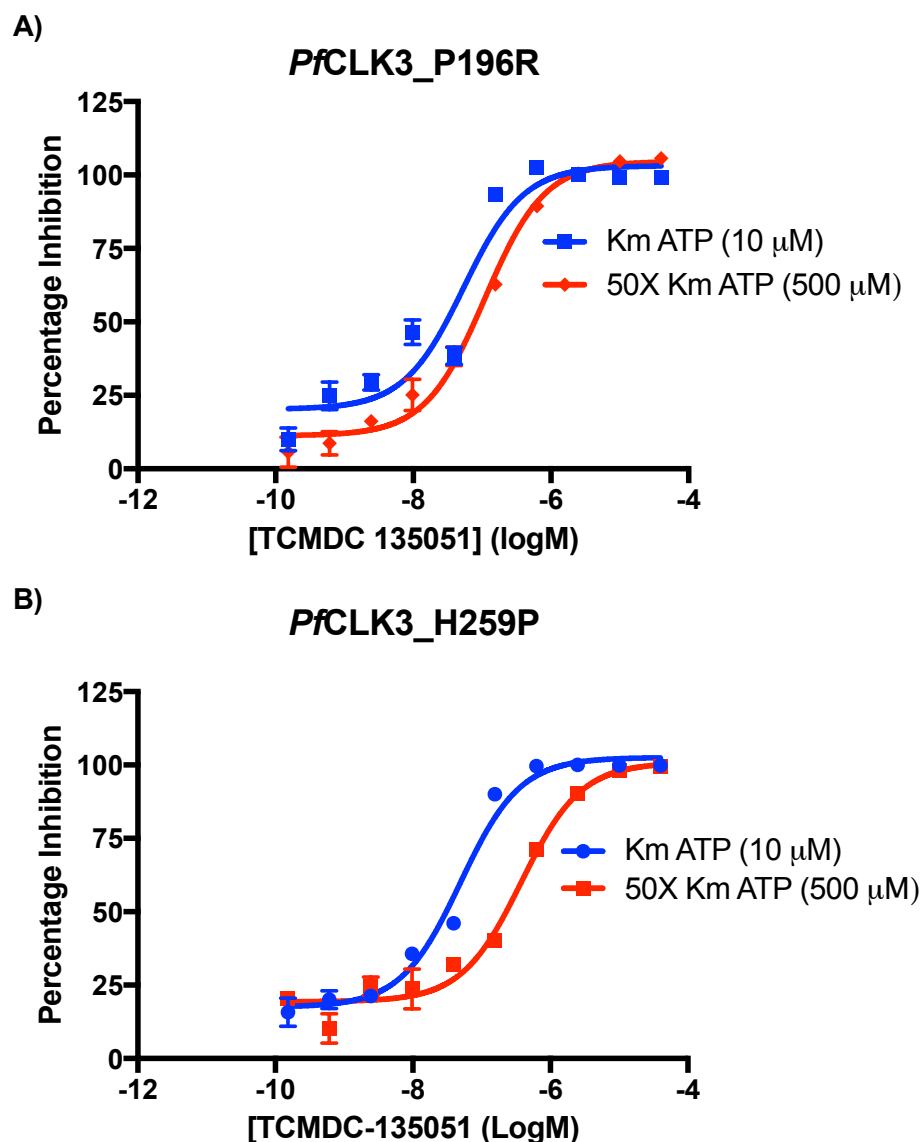 A)
PfCLK3_P196R
125
100
75
50
25
0
Percentage Inhibition
Km ATP (10 μM)
50X Km ATP (500 μM)
-12 -10 -8 -6 -4
[TCMDC 135051] (logM)
B)
PfCLK3_H259P
125
100
75
50
25
0
Percentage Inhibition
Km ATP (10 μM)
50X Km ATP (500 μM)
-12 -10 -8 -6 -4
[TCMDC-135051 (LogM)